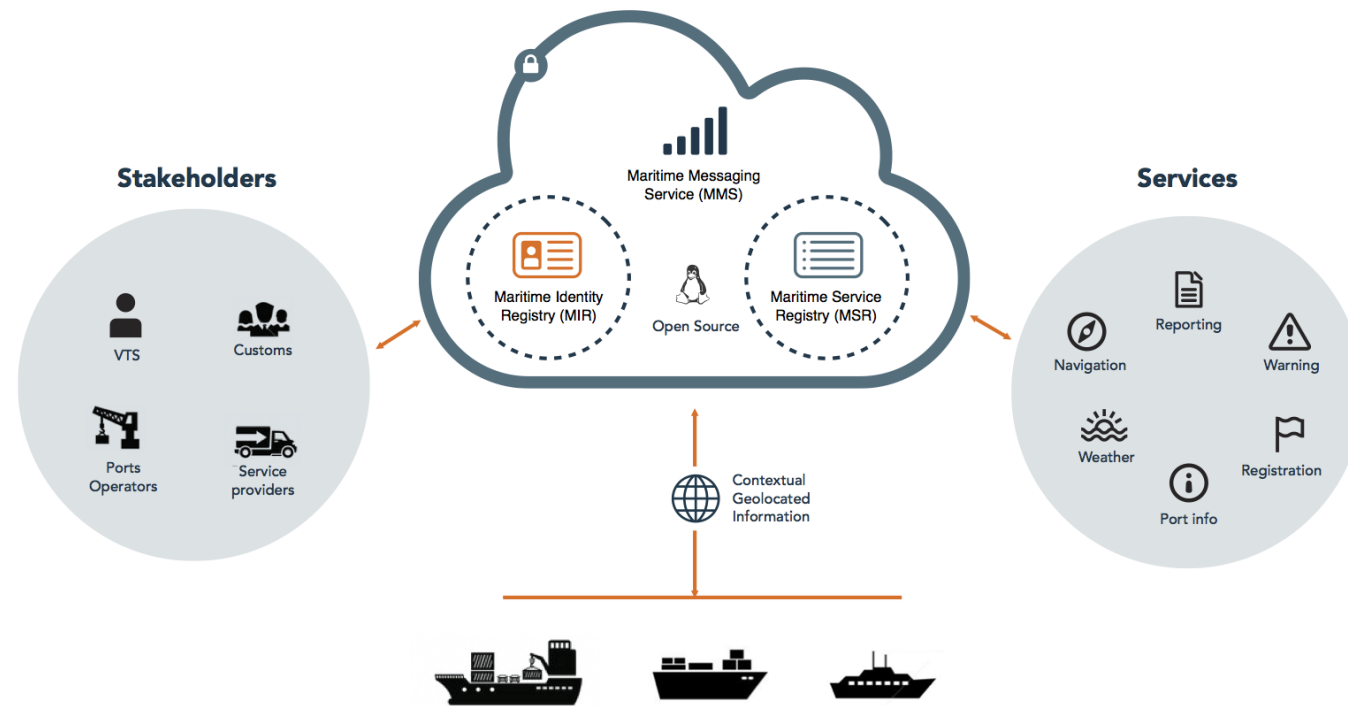 Stakeholders
VTS
Customs
Ports
Operators
Service
providers
Maritime Messaging
Service (MMS)
Maritime Identity
Registry (MIR)
Open Source
Maritime Service
Registry (MSR)
Contextual
Geolocated
Information
Services
Reporting
Navigation
Warning
Weather
Registration
Port info